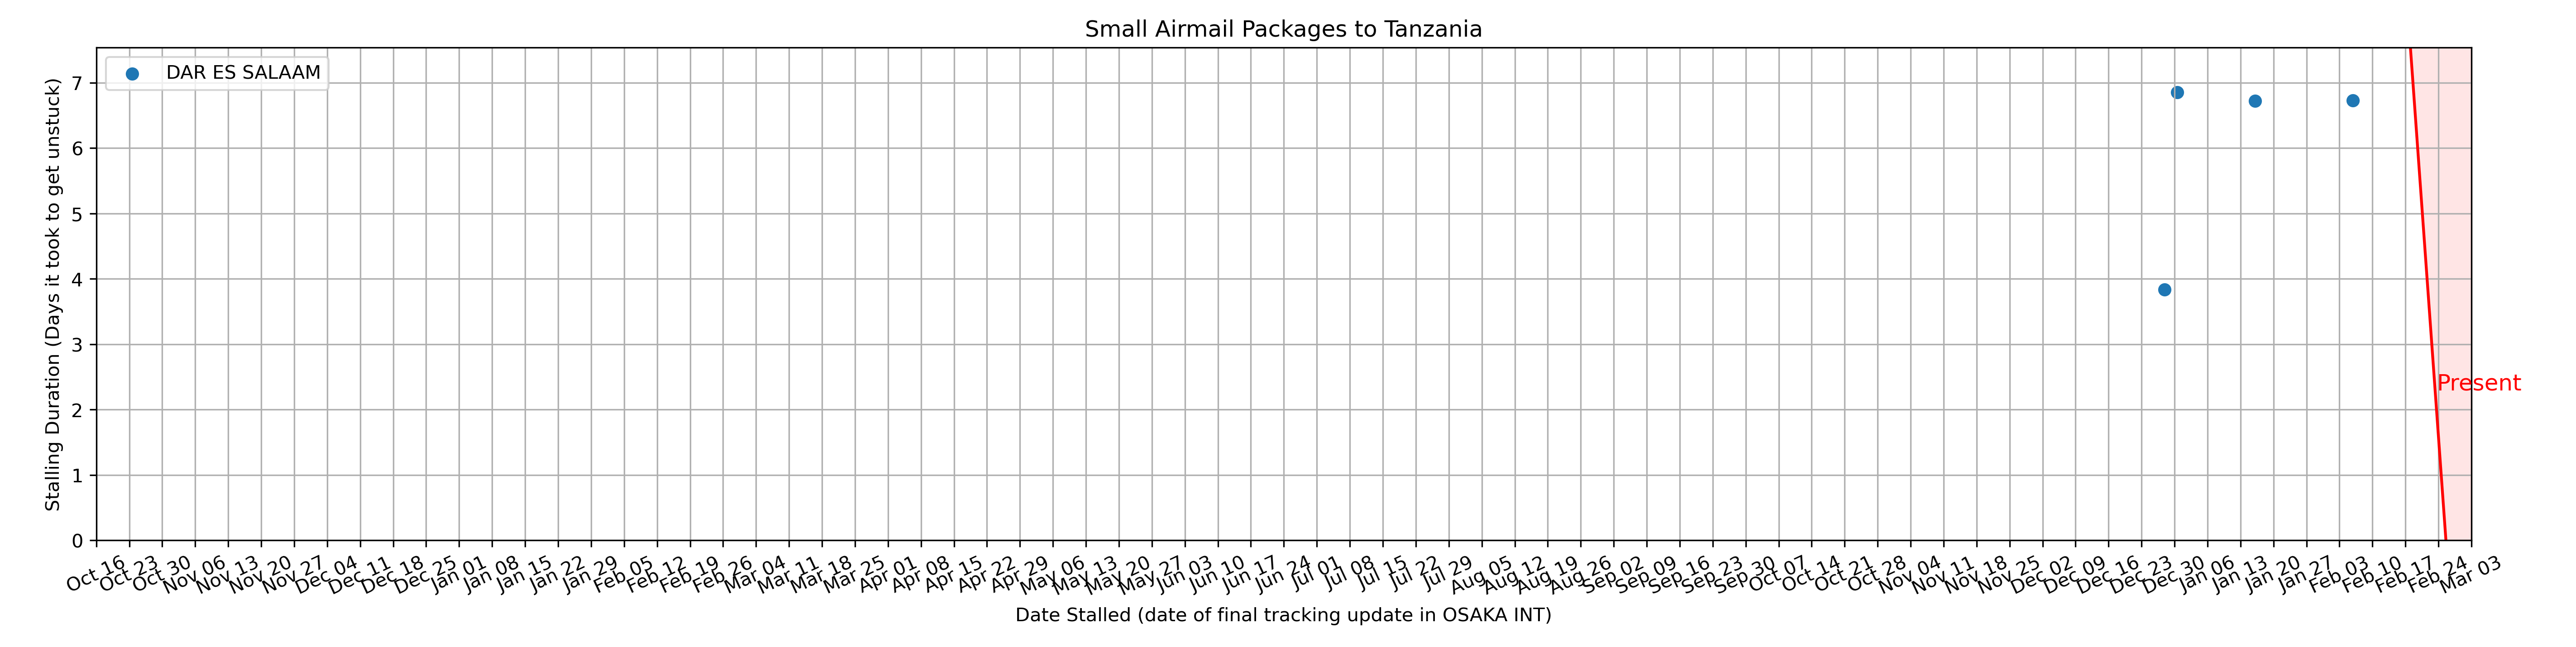 Small Airmail Packages to Tanzania
DAR ES SALAAM
Stalling Duration (Days it took to get unstuck)
7
6
5
4
3
2
1
0
Present
Oct 16
Oct 23
Oct 30
Nov 06
Nov 13
Nov 20
Nov 27
Dec 04
Dec 11
Dec 18
Dec 25
Jan 01
Jan 08
Jan 15
Jan 22
Jan 29
Feb 05
Feb 12
Feb 19
Feb 26
Mar 04
Mar 11
Mar 18
Mar 25
Apr 01
Apr 08
Apr 15
Apr 22
Apr 29
May 06
May 13
May 20
May 27
Jun 03
Jun 10
Jun 17
Jun 24
Jul 01
Jul 08
Jul 15
Jul 22
Jul 29
Aug 05
Aug 12
Aug 19
Aug 26
Sep 02
Sep 09
Sep 16
Sep 23
Sep 30
Oct 07
Oct 14
Oct 21
Oct 28
Nov 04
Nov 11
Nov 18
Nov 25
Dec 02
Dec 09
Dec 16
Dec 23
Dec 30
Jan 06
Jan 13
Jan 20
Jan 27
Feb 03
Feb 10
Feb 17
Feb 24
Mar 03
Date Stalled (date of final tracking update in OSAKA INT)